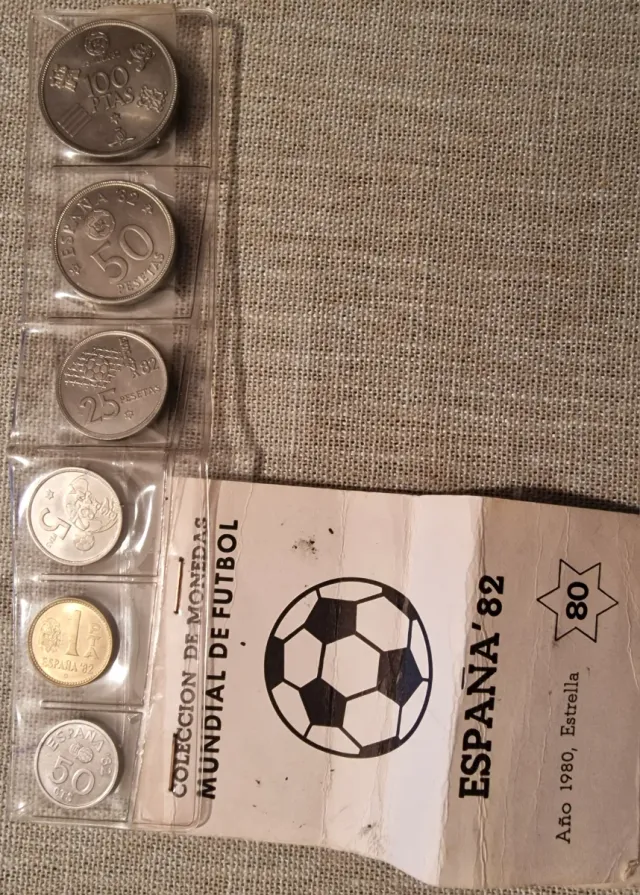 100
PTAS
ESPAÑA '82
50
PESETAS
82
25 PESETAS
5
1
ESPAÑA '82
ESPAÑA 82
50
COLECCION DE MONEDAS
MUNDIAL DE FUTBOL
ESPAÑA '82
80
Año 1980, Estrella